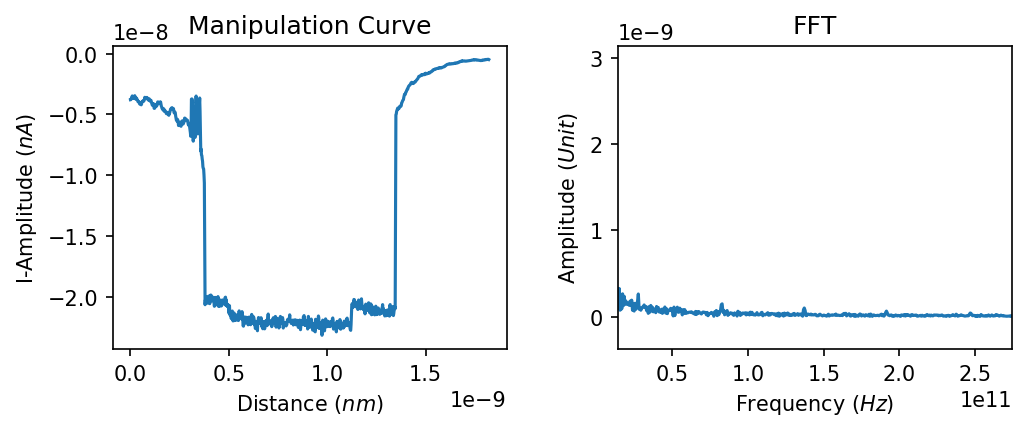 Manipulation Curve
1e−8
0.0
−0.5
−1.0
−1.5
−2.0
I-Amplitude (nA)
0.0 0.5 1.0 1.5
1e−9
Distance (nm)
FFT
1e−9
3
2
1
0
Amplitude (Unit)
0.5 1.0 1.5 2.0 2.5
1e11
Frequency (Hz)